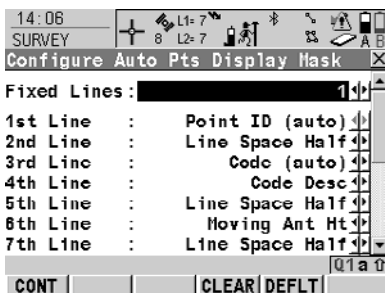 14:06
SURVEY
L1= 7
8 L2= 7
A B
Configure Auto Pts Display Mask
Fixed Lines: 1
1st Line : Point ID (auto)
2nd Line : Line Space Half
3rd Line : Code (auto)
4th Line : Code Desc
5th Line : Line Space Half
6th Line : Moving Ant Ht
7th Line : Line Space Half
Q1 a
CONT CLEAR DEFLT